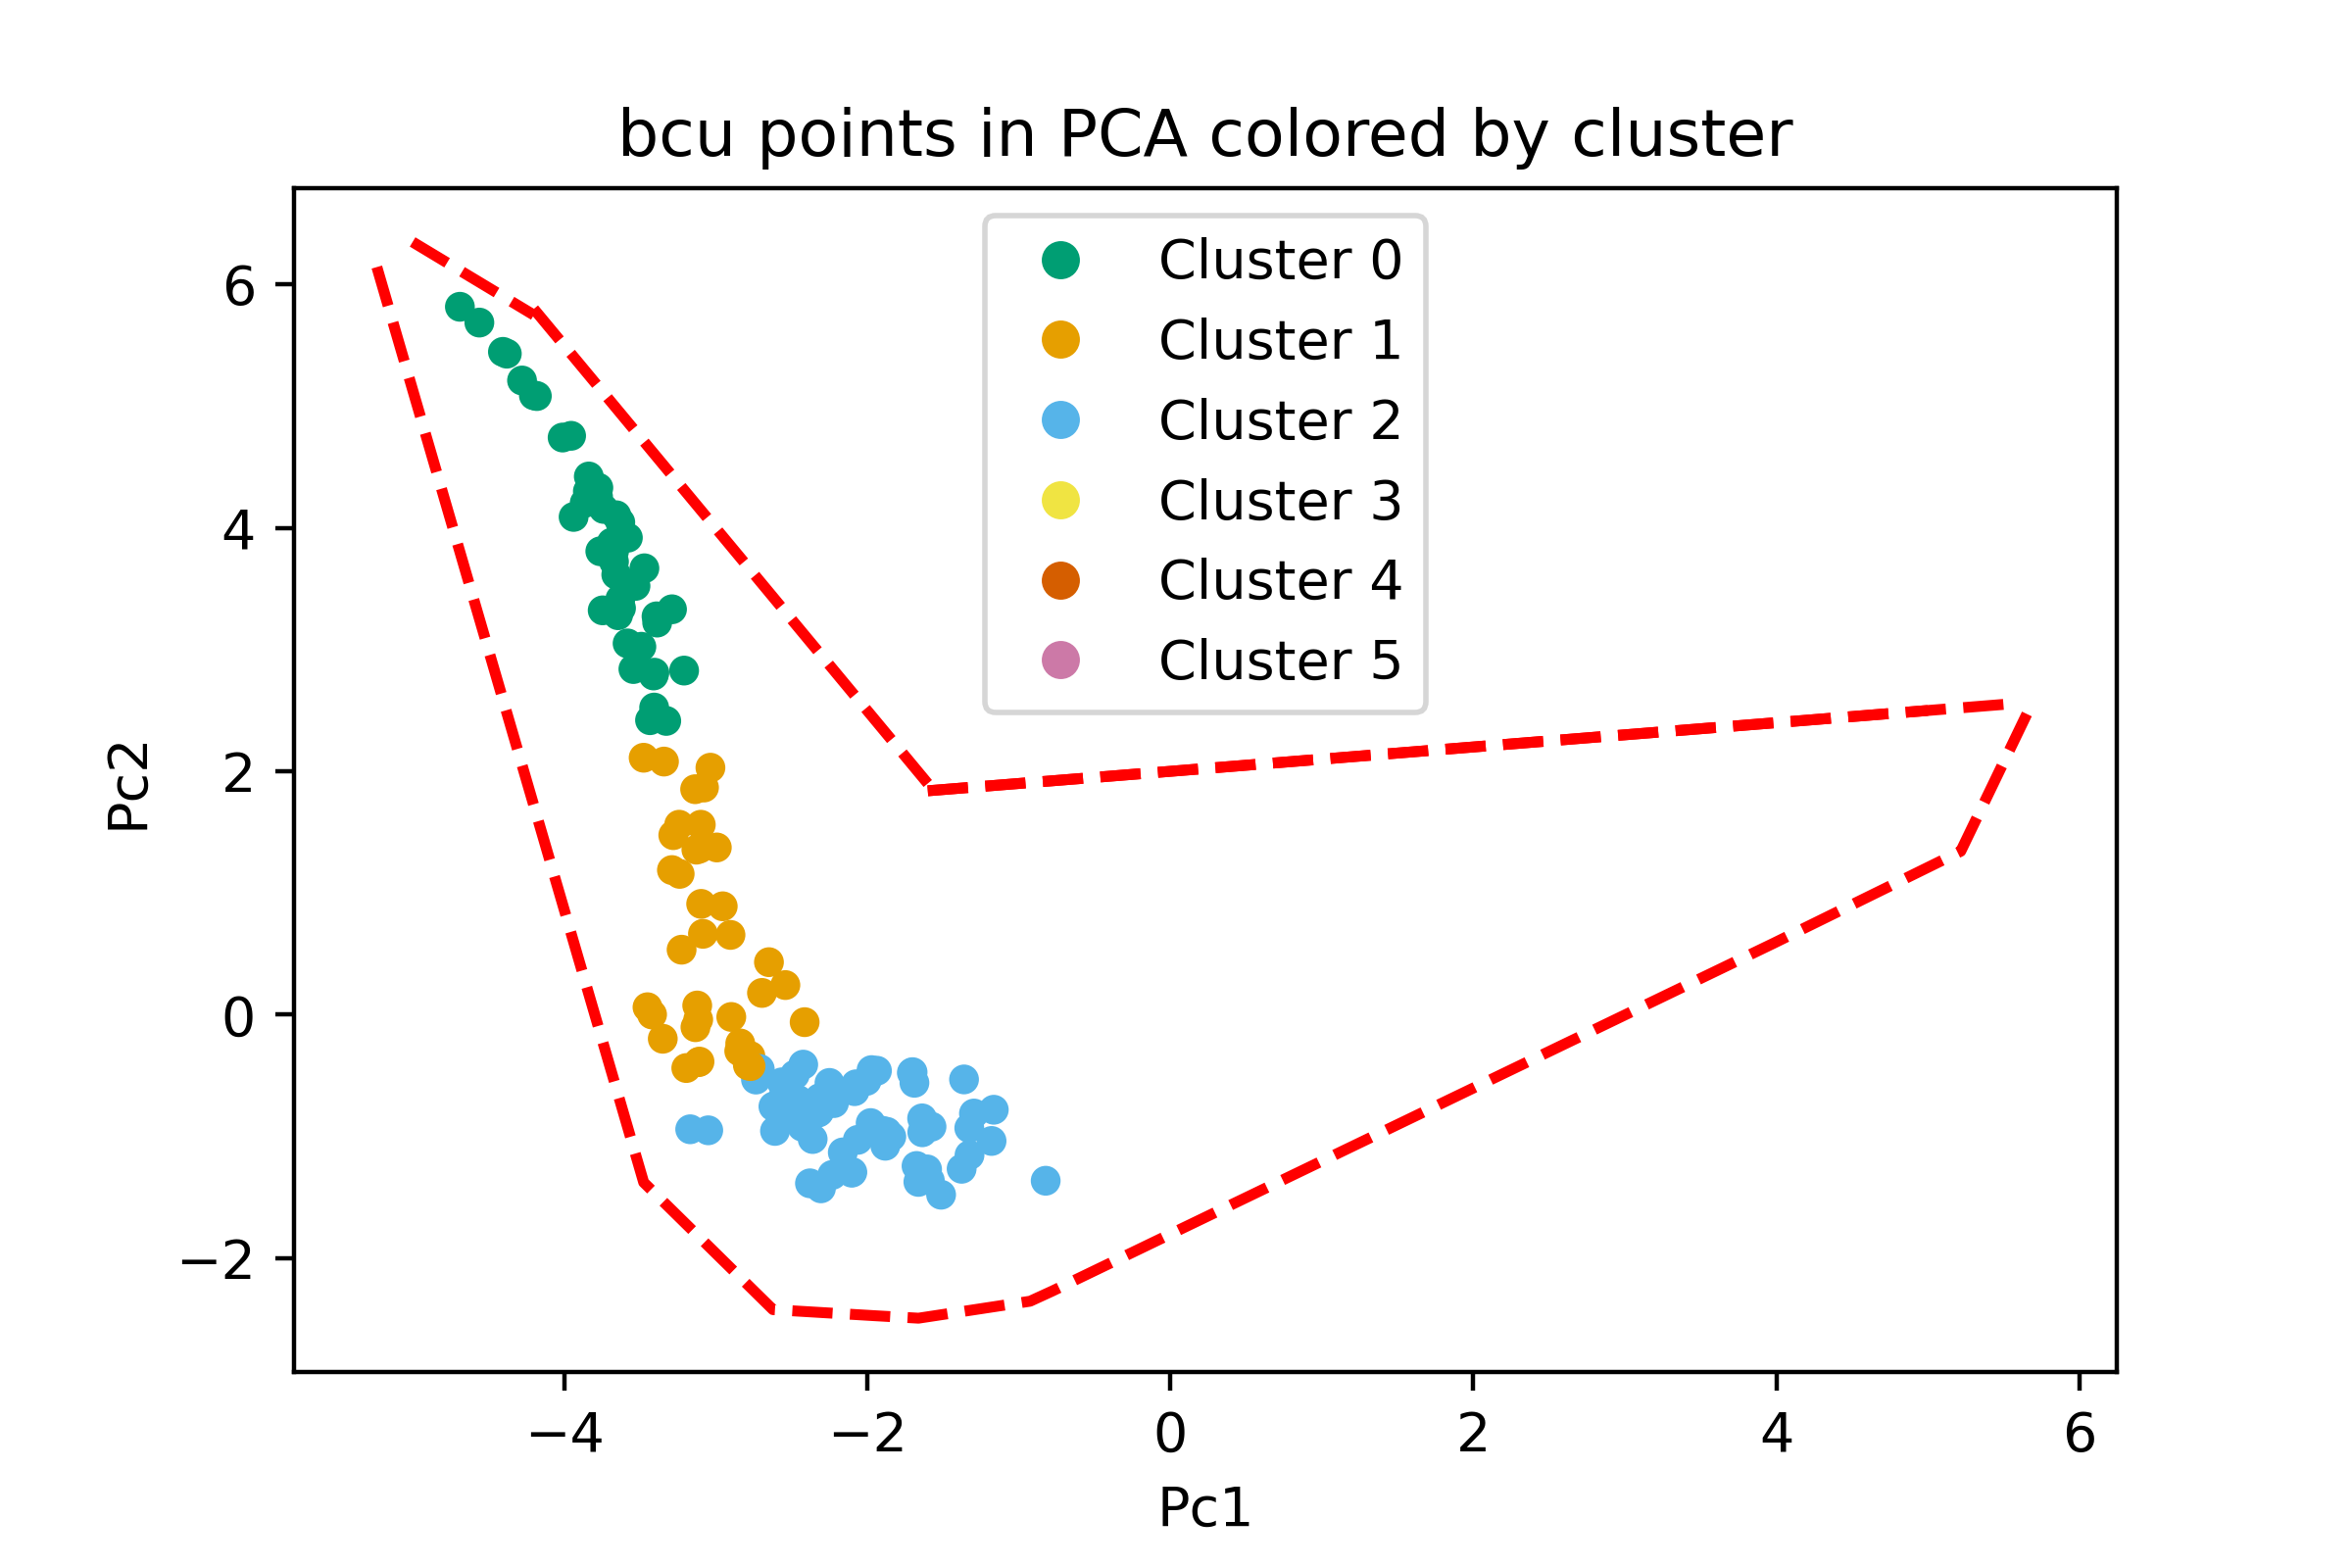 bcu points in PCA colored by cluster
Cluster 0
Cluster 1
Cluster 2
Cluster 3
Cluster 4
Cluster 5
Pc2
6
4
2
0
−2
−4
−2
0
2
4
6
Pc1